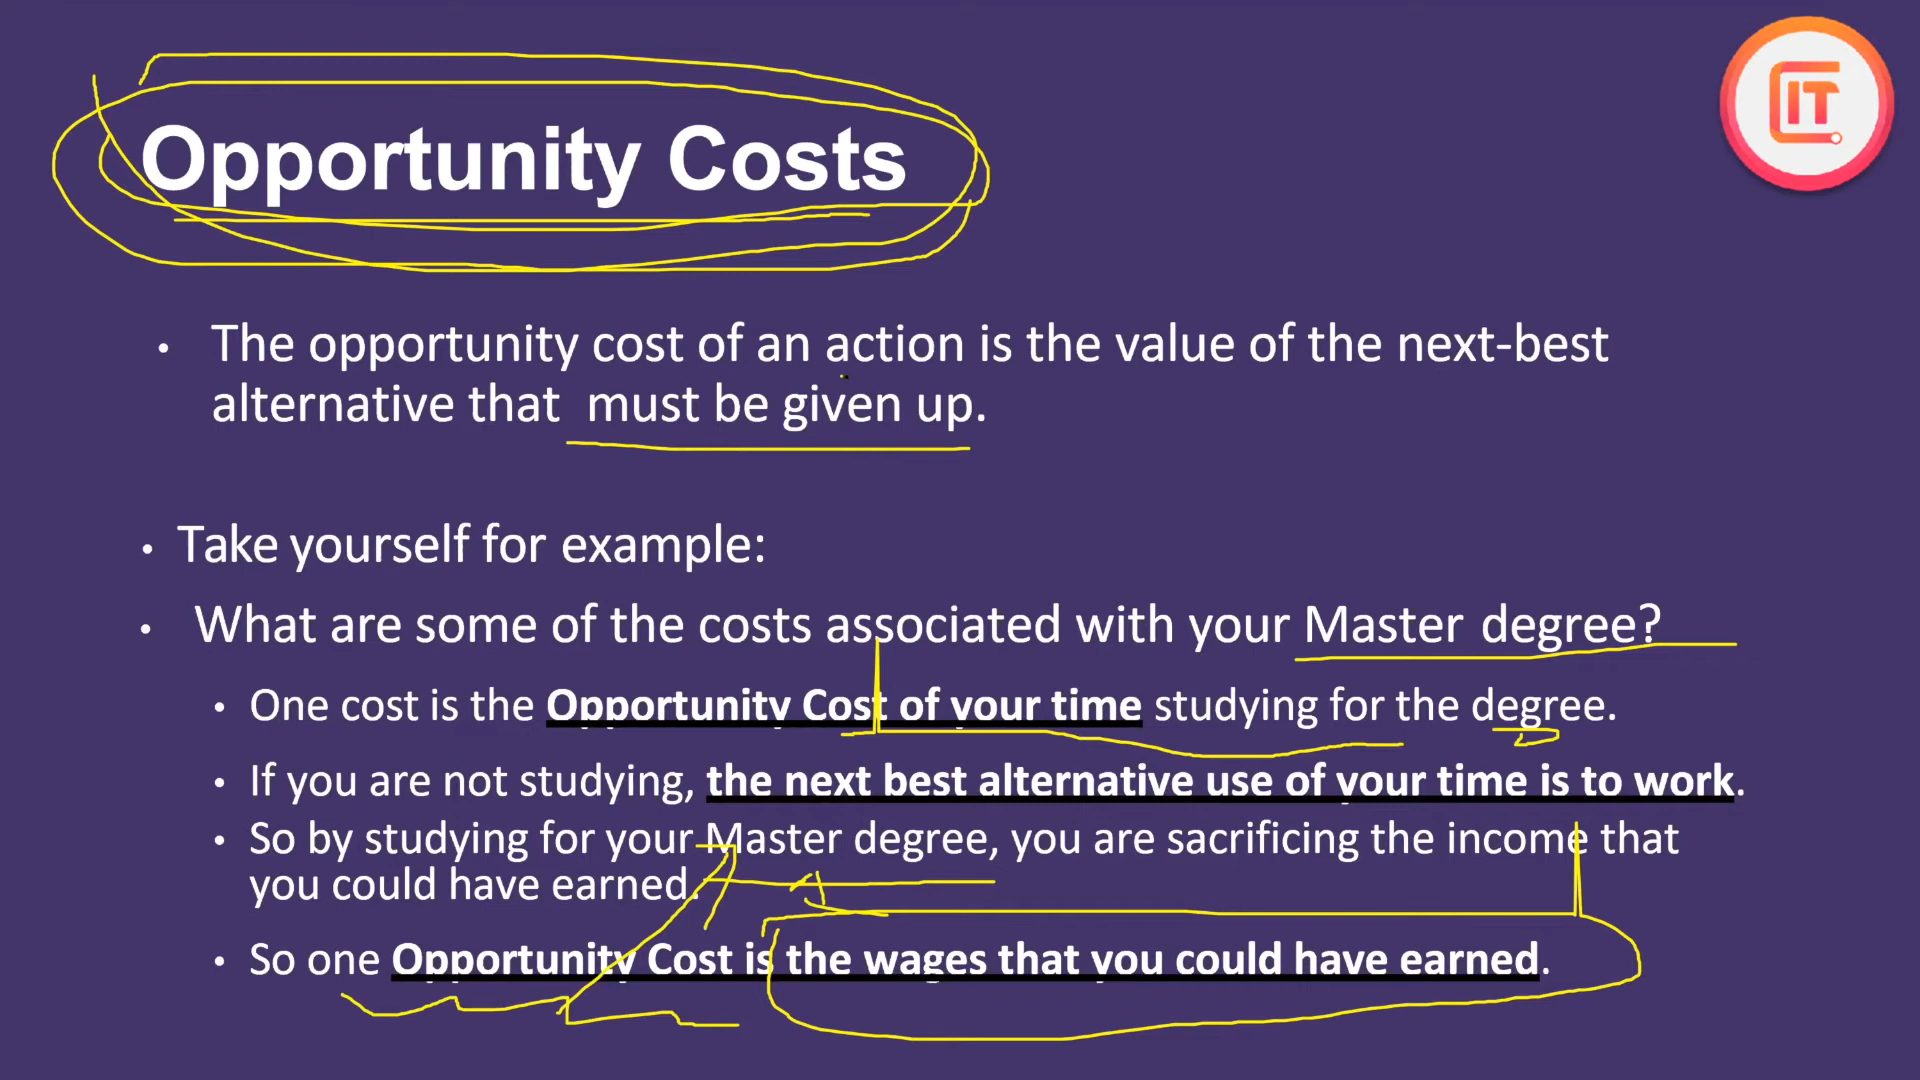 Opportunity Costs
IT
• The opportunity cost of an action is the value of the next-best
alternative that must be given up.
• Take yourself for example:
• What are some of the costs associated with your Master degree?
• One cost is the Opportunity Cost of your time studying for the degree.
• If you are not studying, the next best alternative use of your time is to work.
• So by studying for your Master degree, you are sacrificing the income that
you could have earned.
• So one Opportunity Cost is the wages that you could have earned.